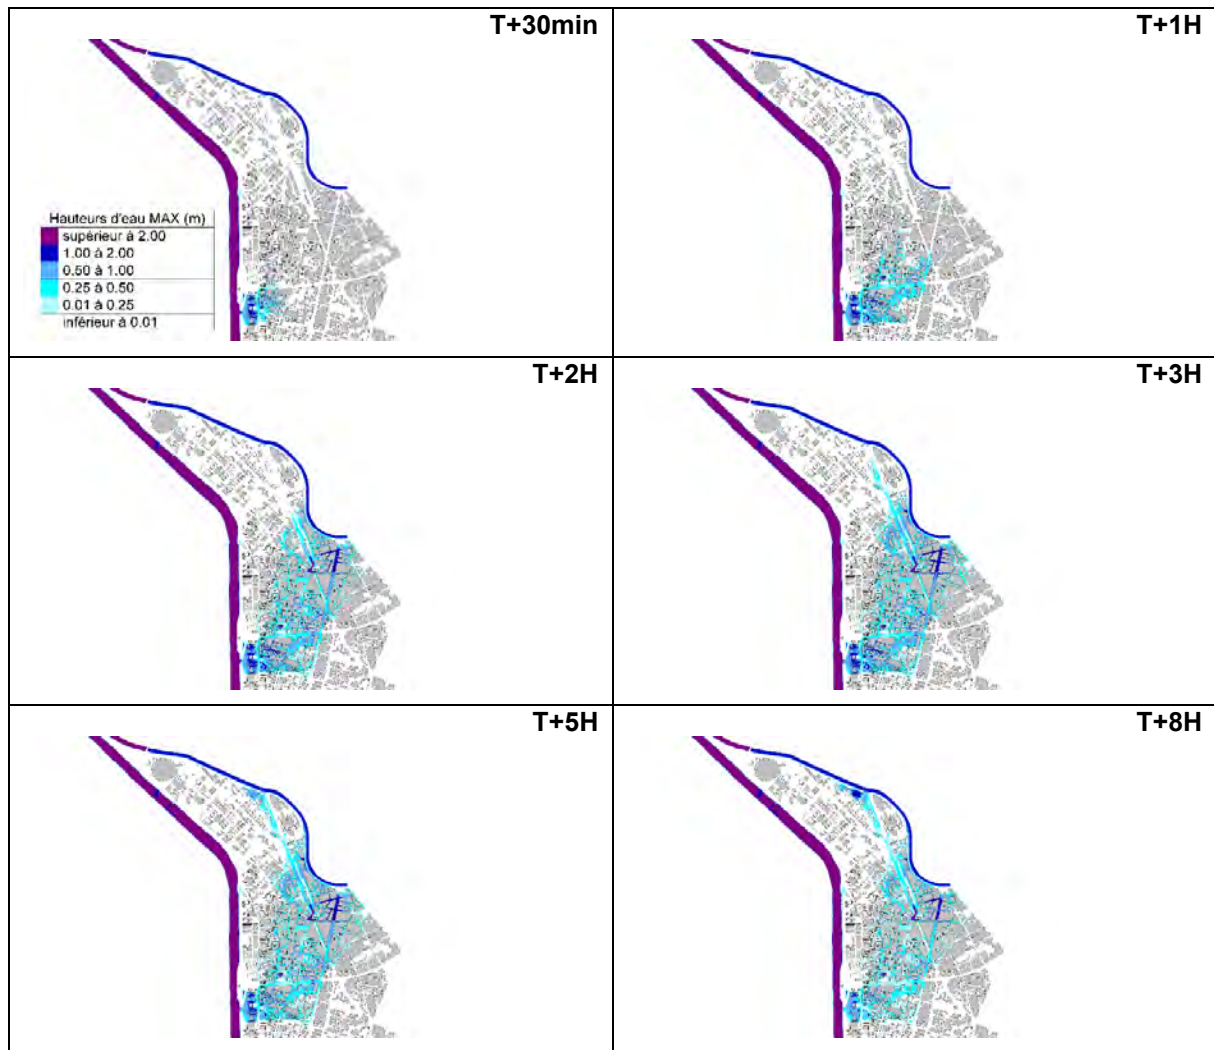 T+30min
T+1H
Hauteurs d'eau MAX (m)
supérieur à 2.00
1.00 à 2.00
0.50 à 1.00
0.25 à 0.50
0.01 à 0.25
inférieur à 0.01
T+2H
T+3H
T+5H
T+8H